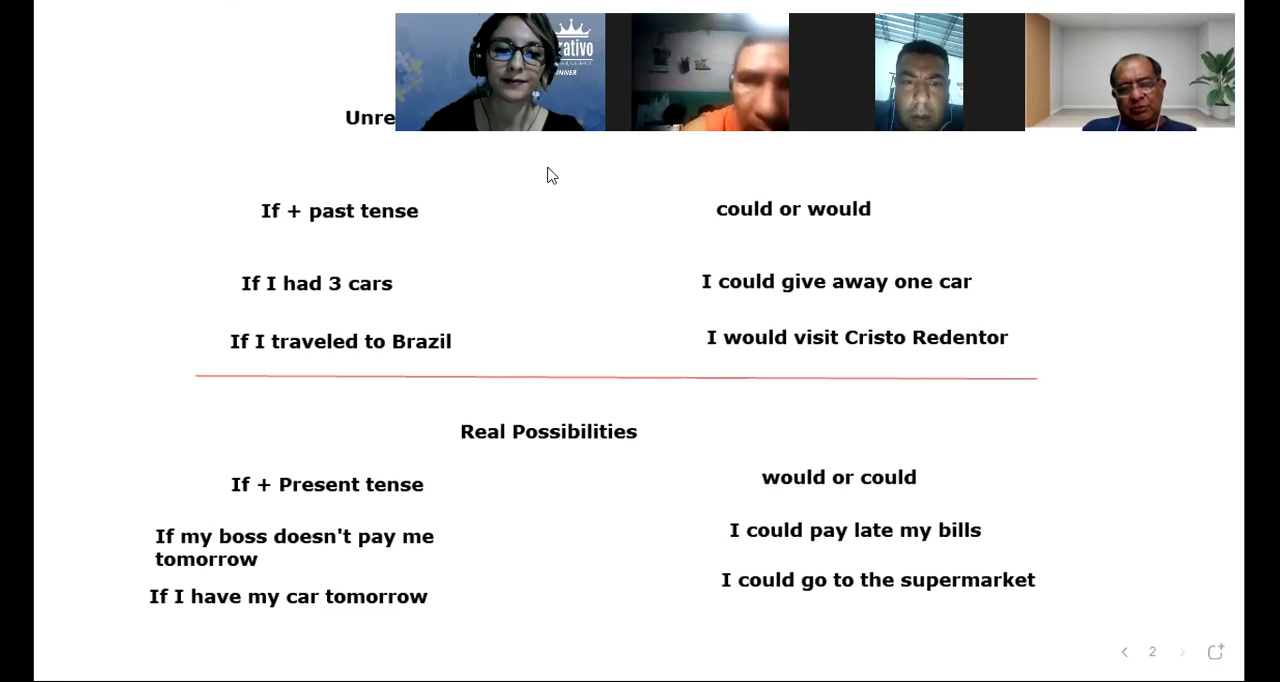 Unre
If + past tense
could or would
If I had 3 cars
I could give away one car
If I traveled to Brazil
I would visit Cristo Redentor
Real Possibilities
If + Present tense
would or could
If my boss doesn't pay me
tomorrow
I could pay late my bills
If I have my car tomorrow
I could go to the supermarket
2